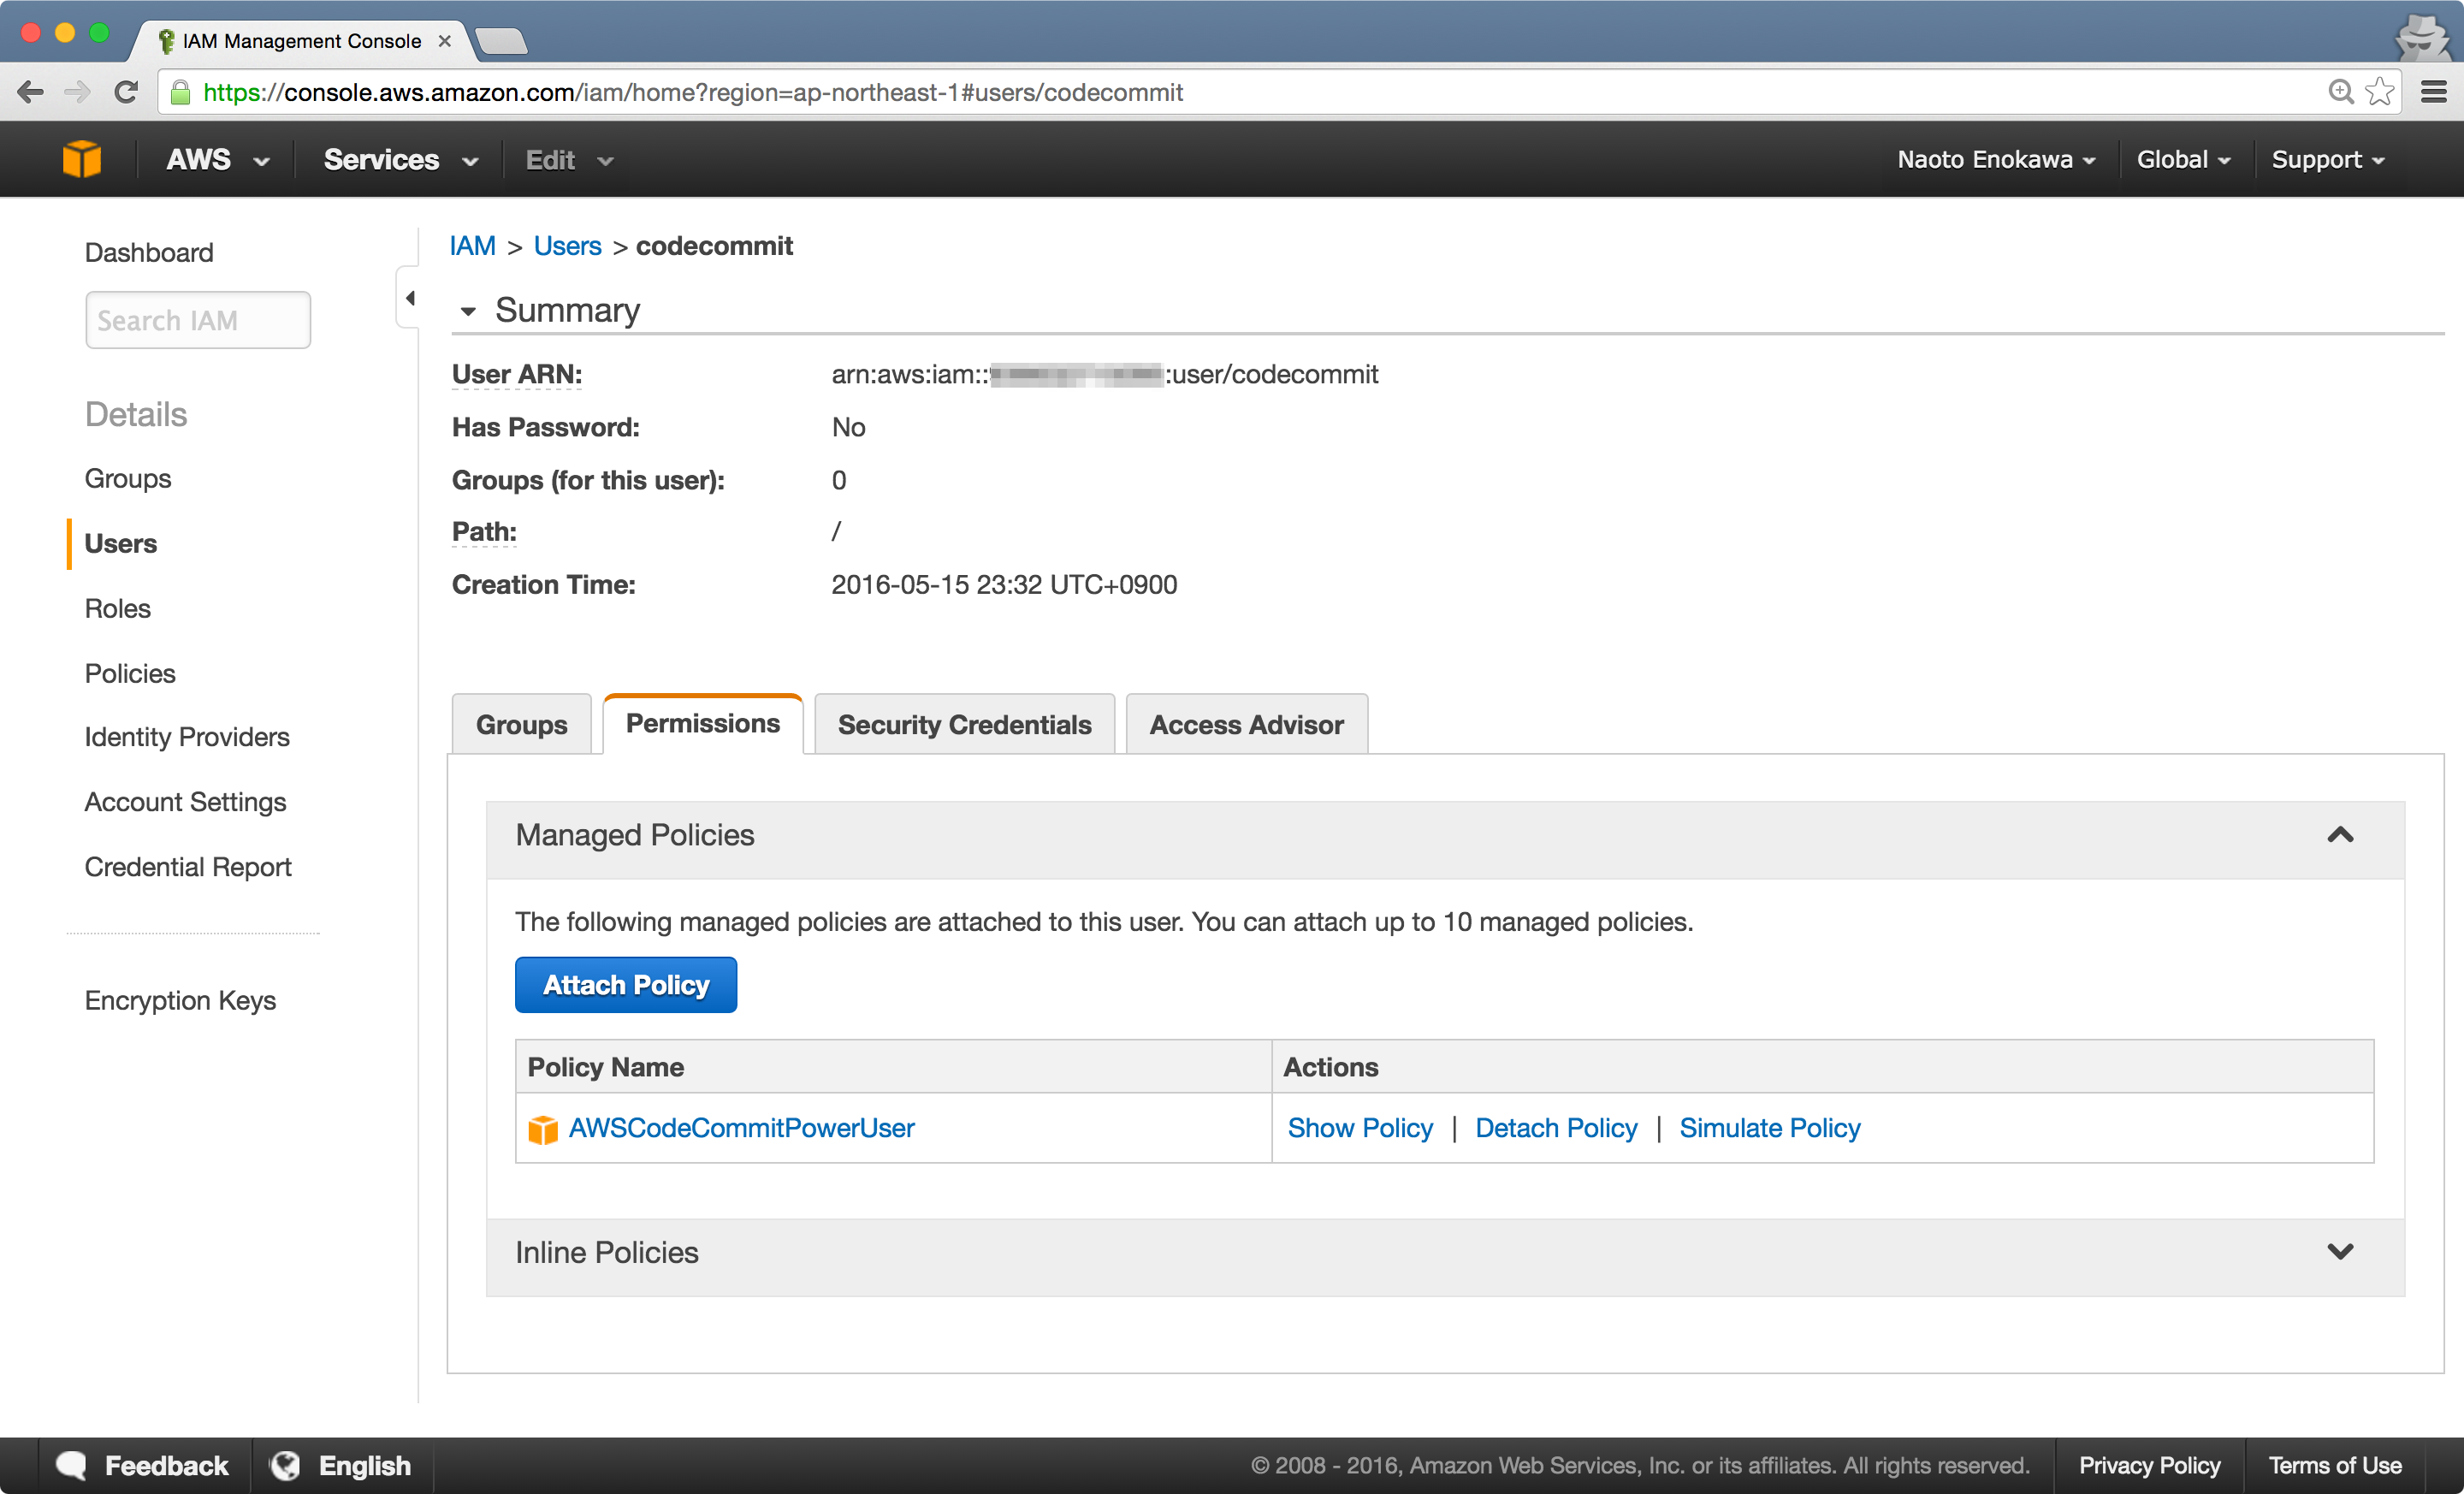 IAM Management Console
https://console.aws.amazon.com/iam/home?region=ap-northeast-1#users/codecommit
AWS Services Edit Naoto Enokawa Global Support
Dashboard
Search IAM
Details
Groups
Users
Roles
Policies
Identity Providers
Account Settings
Credential Report
Encryption Keys
IAM > Users > codecommit
Summary
User ARN: arn:aws:iam:: :user/codecommit
Has Password: No
Groups (for this user): 0
Path: /
Creation Time: 2016-05-15 23:32 UTC+0900
Groups Permissions Security Credentials Access Advisor
Managed Policies
The following managed policies are attached to this user. You can attach up to 10 managed policies.
Attach Policy
Policy Name Actions
AWSCodeCommitPowerUser Show Policy | Detach Policy | Simulate Policy
Inline Policies
Feedback English © 2008 - 2016, Amazon Web Services, Inc. or its affiliates. All rights reserved. Privacy Policy Terms of Use